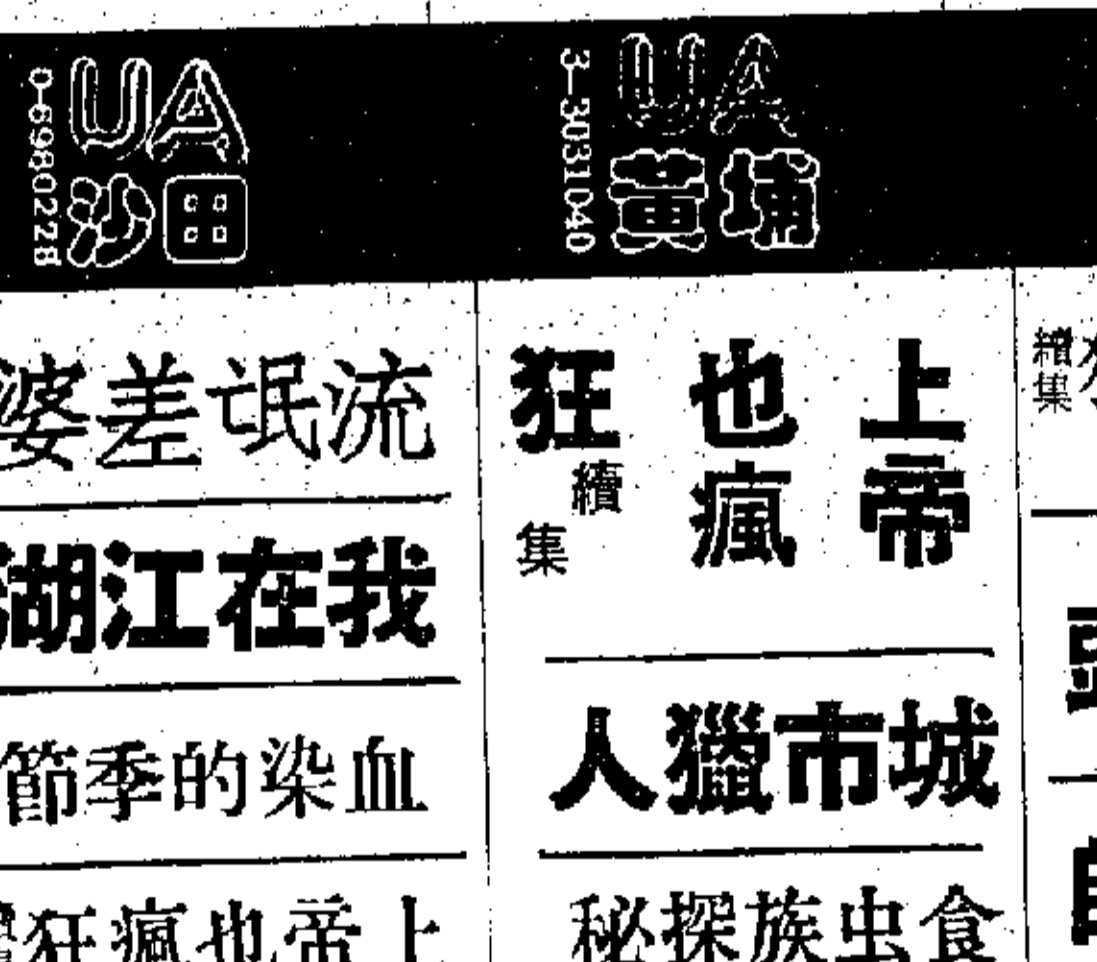 UA
沙田
0-6980228
流氓差婆
我在江湖
血染的季節
上帝也瘋狂
UA
黃埔
3-3031040
上帝
也瘋
狂
續集
城市獵人
食虫族探秘
續集